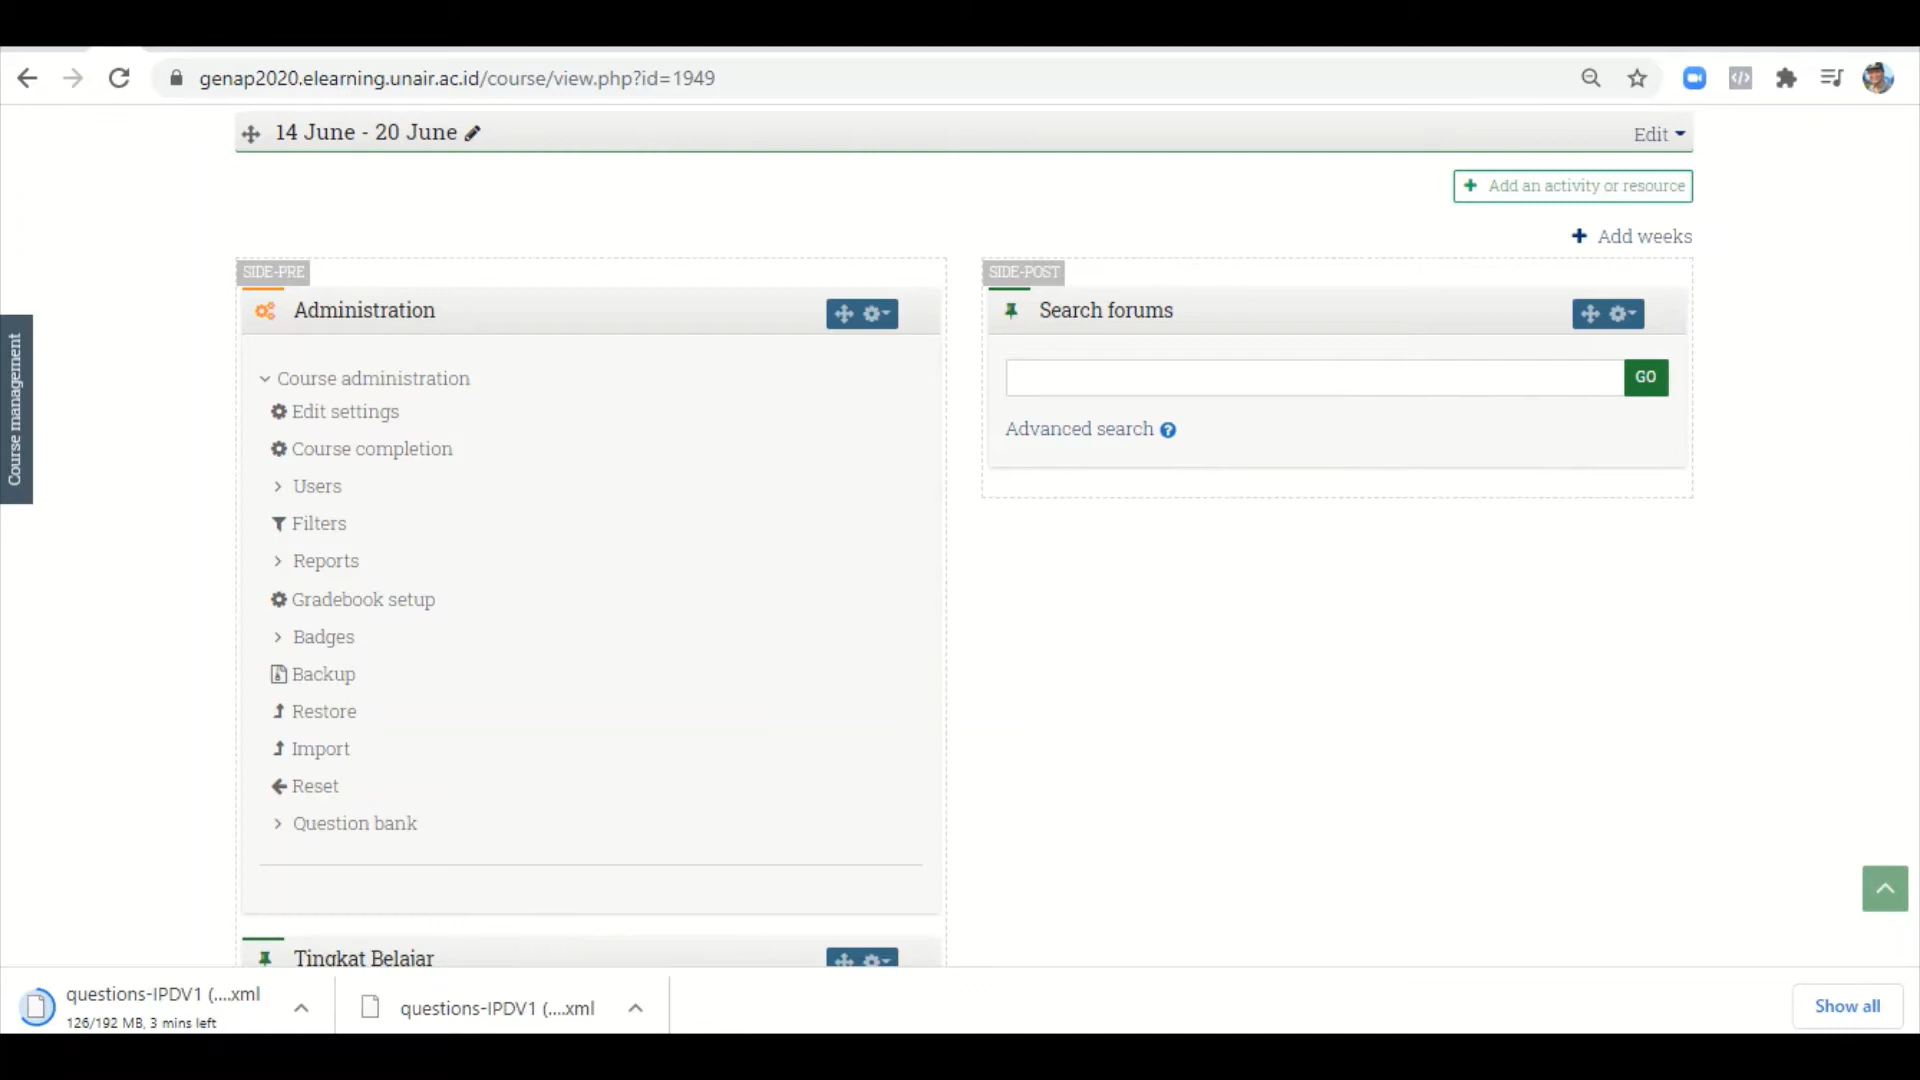 genap2020.elearning.unair.ac.id/course/view.php?id=1949
14 June - 20 June
Edit
Add an activity or resource
Add weeks
SIDE-PRE
SIDE-POST
Administration
Search forums
Course administration
GO
Edit settings
Advanced search
Course completion
Users
Filters
Reports
Gradebook setup
Badges
Backup
Restore
Import
Reset
Question bank
Course management
Tingkat Belajar
questions-IPDV1 (....xml
126/192 MB, 3 mins left
questions-IPDV1 (....xml
Show all